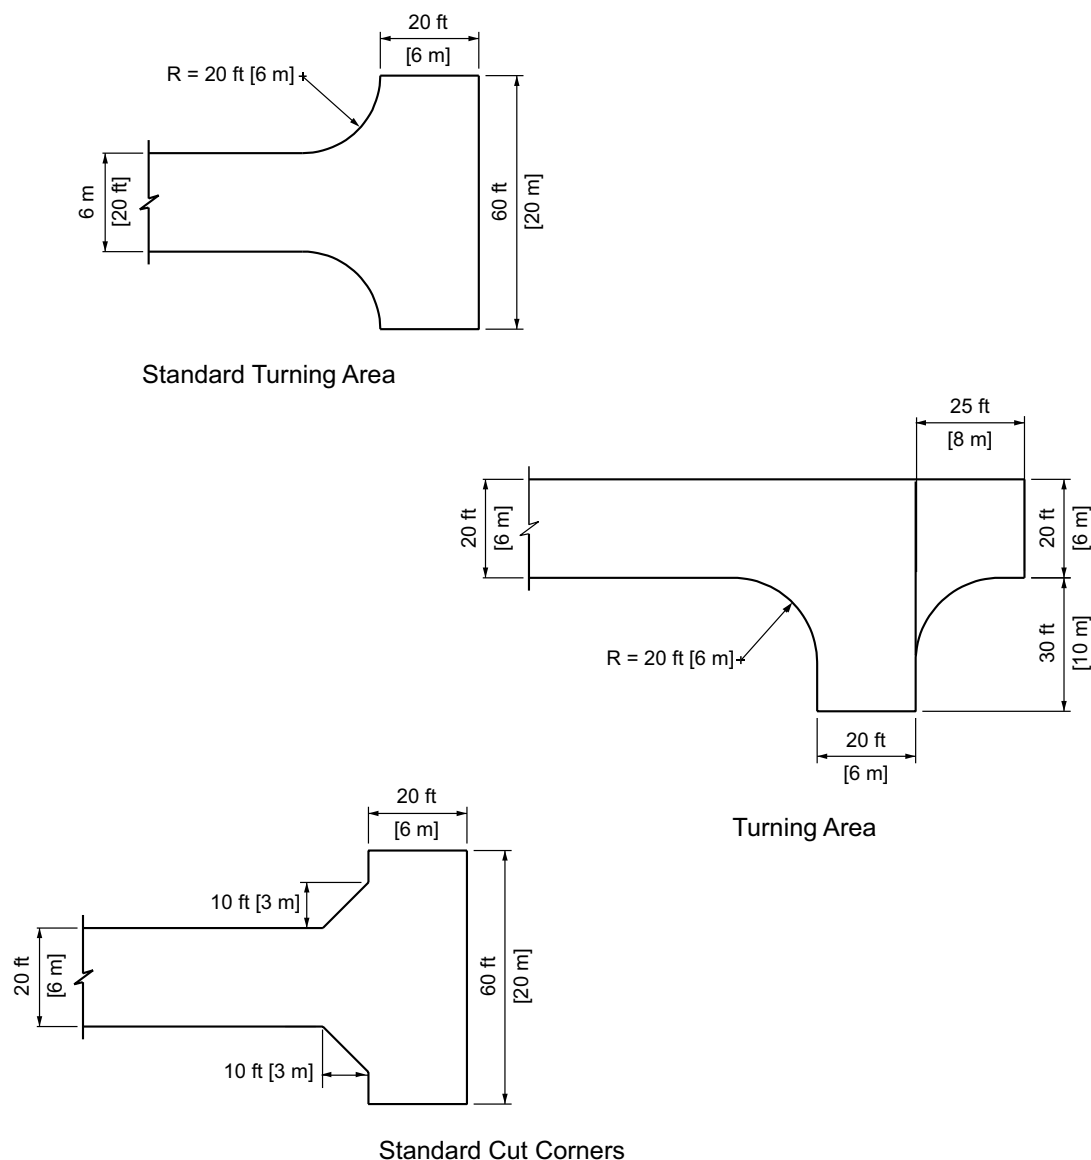 20 ft
[6 m]
R = 20 ft [6 m]
6 m
[20 ft]
60 ft
[20 m]
Standard Turning Area
25 ft
[8 m]
20 ft
[6 m]
20 ft
[6 m]
30 ft
[10 m]
R = 20 ft [6 m]
20 ft
[6 m]
Turning Area
20 ft
[6 m]
10 ft [3 m]
20 ft
[6 m]
60 ft
[20 m]
10 ft [3 m]
Standard Cut Corners